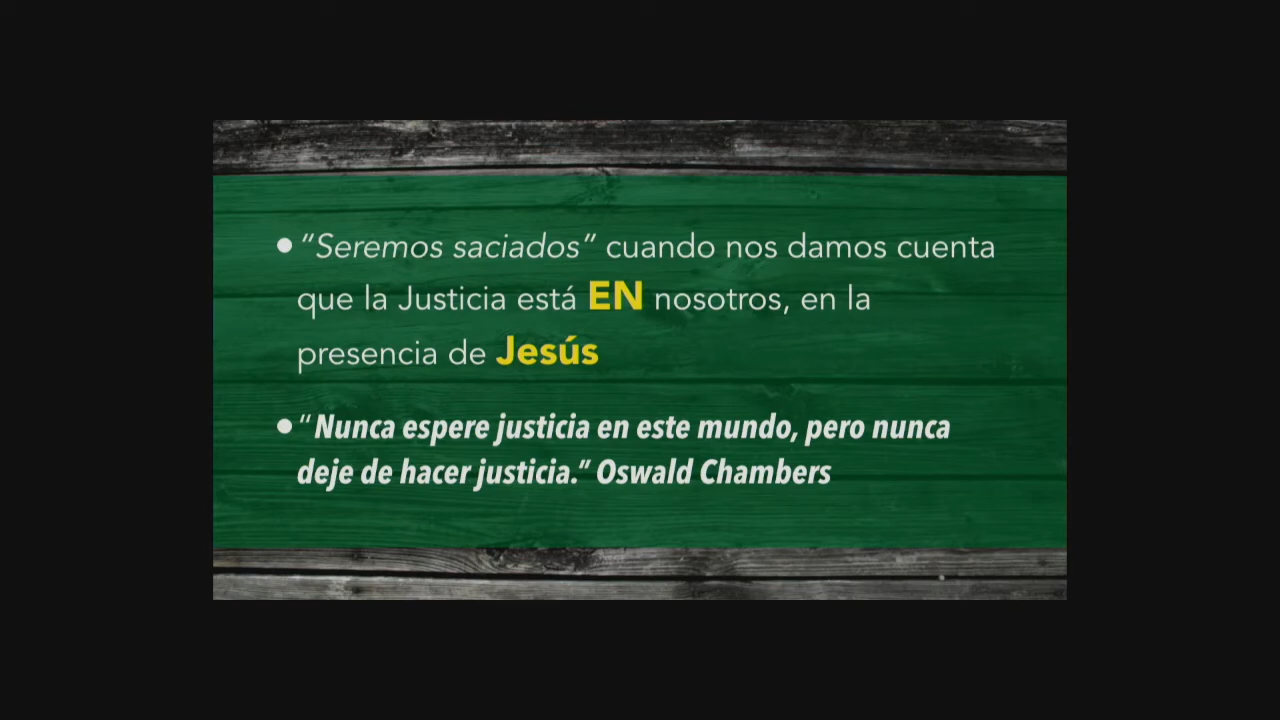 • “Seremos saciados” cuando nos damos cuenta
que la Justicia está EN nosotros, en la
presencia de Jesús
• “Nunca espere justicia en este mundo, pero nunca
deje de hacer justicia.” Oswald Chambers